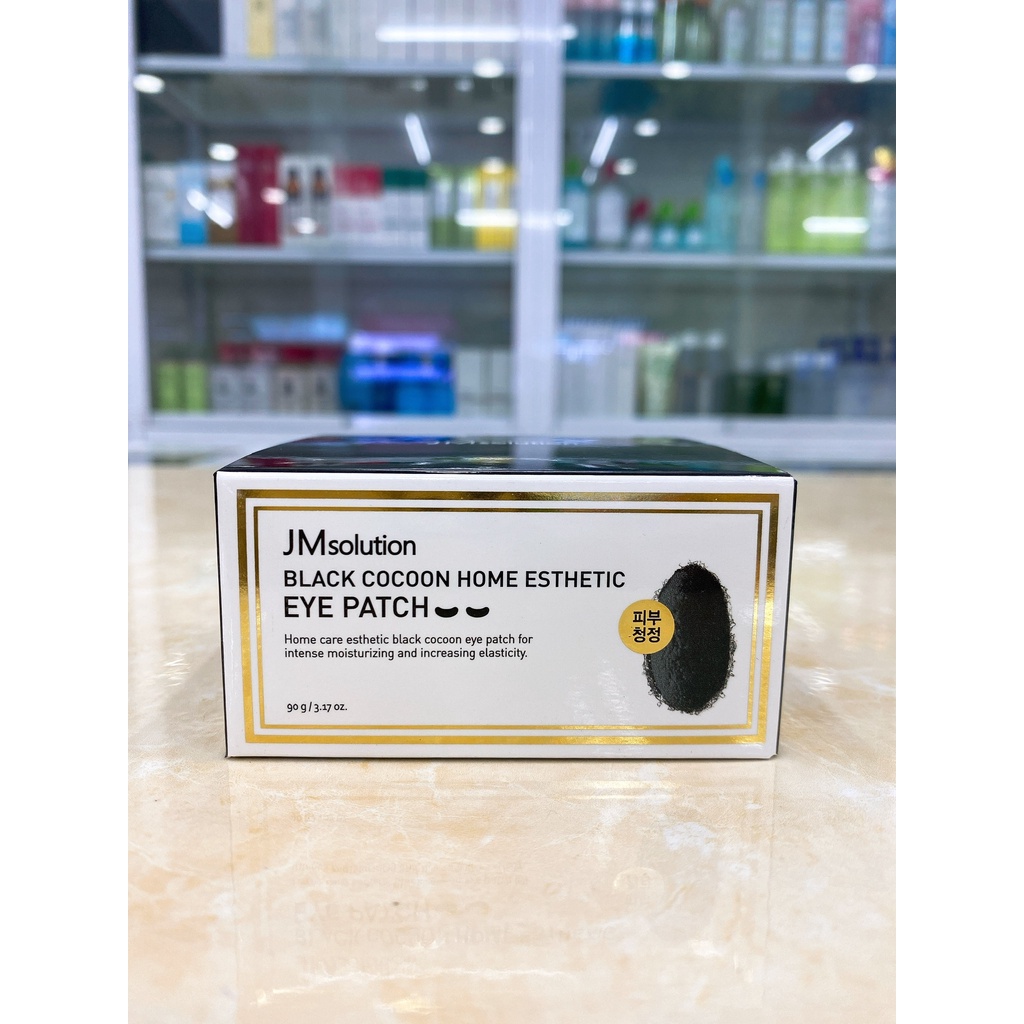 JMsolution
BLACK COCOON HOME ESTHETIC
EYE PATCH
Home care esthetic black cocoon eye patch for
intense moisturizing and increasing elasticity.
90 g / 3.17 oz.
피부
청정